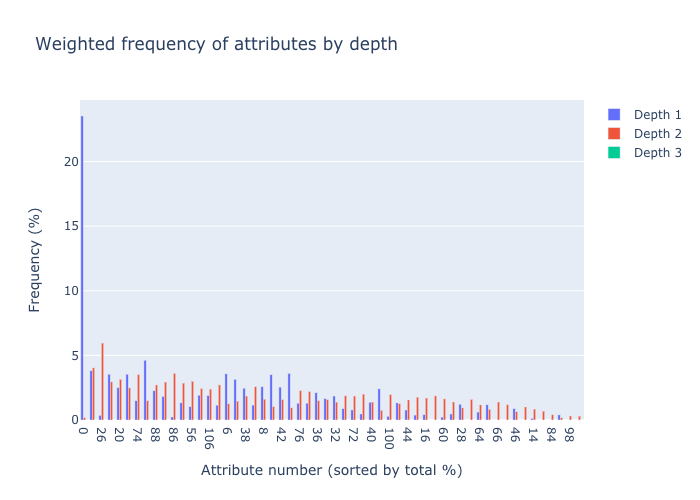 Weighted frequency of attributes by depth
Depth 1
Depth 2
Depth 3
20
15
10
5
0
Frequency (%)
0 26 20 74 88 86 56 106 6 38 8 42 76 36 32 72 40 100 44 16 60 28 64 66 46 14 84 98
Attribute number (sorted by total %)